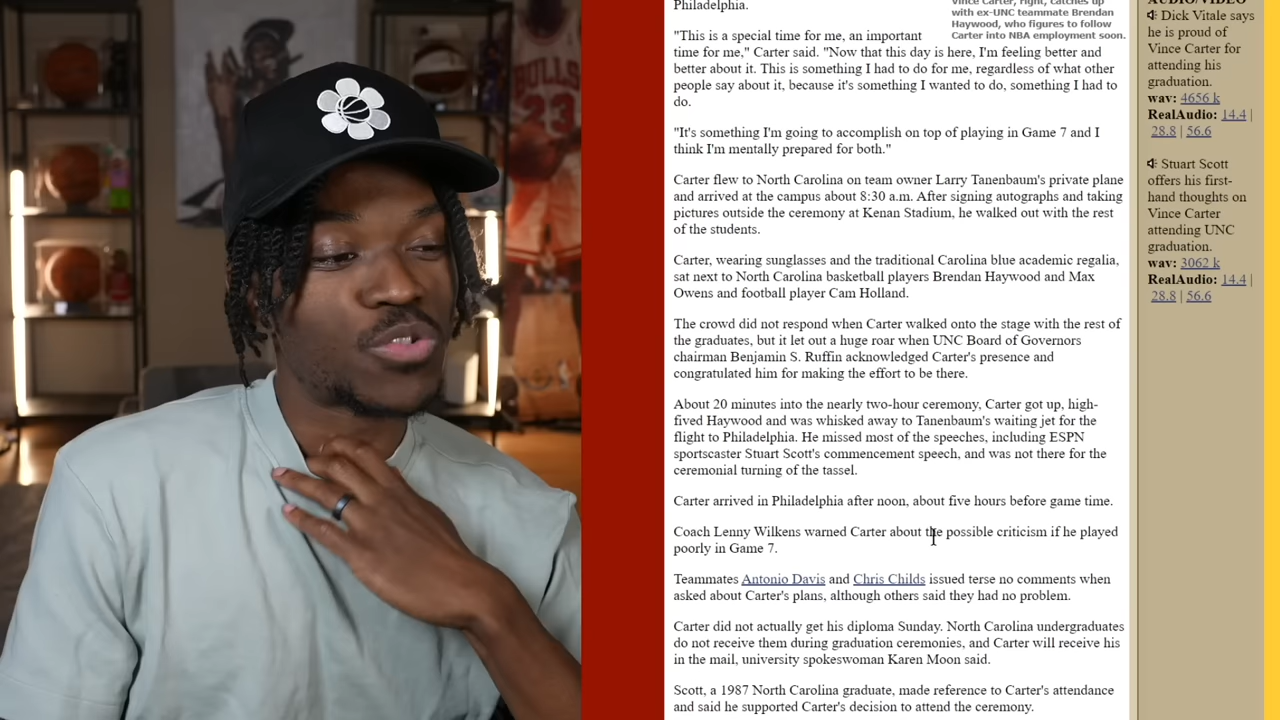 BULLS
23
Philadelphia.
Vince Carter, right, catches up
with ex-UNC teammate Brendan
Haywood, who figures to follow
Carter into NBA employment soon.
"This is a special time for me, an important
time for me," Carter said. "Now that this day is here, I'm feeling better and
better about it. This is something I had to do for me, regardless of what other
people say about it, because it's something I wanted to do, something I had to
do.
"It's something I'm going to accomplish on top of playing in Game 7 and I
think I'm mentally prepared for both."
Carter flew to North Carolina on team owner Larry Tanenbaum's private plane
and arrived at the campus about 8:30 a.m. After signing autographs and taking
pictures outside the ceremony at Kenan Stadium, he walked out with the rest
of the students.
Carter, wearing sunglasses and the traditional Carolina blue academic regalia,
sat next to North Carolina basketball players Brendan Haywood and Max
Owens and football player Cam Holland.
The crowd did not respond when Carter walked onto the stage with the rest of
the graduates, but it let out a huge roar when UNC Board of Governors
chairman Benjamin S. Ruffin acknowledged Carter's presence and
congratulated him for making the effort to be there.
About 20 minutes into the nearly two-hour ceremony, Carter got up, high-
fived Haywood and was whisked away to Tanenbaum's waiting jet for the
flight to Philadelphia. He missed most of the speeches, including ESPN
sportscaster Stuart Scott's commencement speech, and was not there for the
ceremonial turning of the tassel.
Carter arrived in Philadelphia after noon, about five hours before game time.
Coach Lenny Wilkens warned Carter about the possible criticism if he played
poorly in Game 7.
Teammates Antonio Davis and Chris Childs issued terse no comments when
asked about Carter's plans, although others said they had no problem.
Carter did not actually get his diploma Sunday. North Carolina undergraduates
do not receive them during graduation ceremonies, and Carter will receive his
in the mail, university spokeswoman Karen Moon said.
Scott, a 1987 North Carolina graduate, made reference to Carter's attendance
and said he supported Carter's decision to attend the ceremony.
AUDIO/VIDEO
Dick Vitale says
he is proud of
Vince Carter for
attending his
graduation.
wav: 4656 k
RealAudio: 14.4 |
28.8 | 56.6
Stuart Scott
offers his first-
hand thoughts on
Vince Carter
attending UNC
graduation.
wav: 3062 k
RealAudio: 14.4 |
28.8 | 56.6